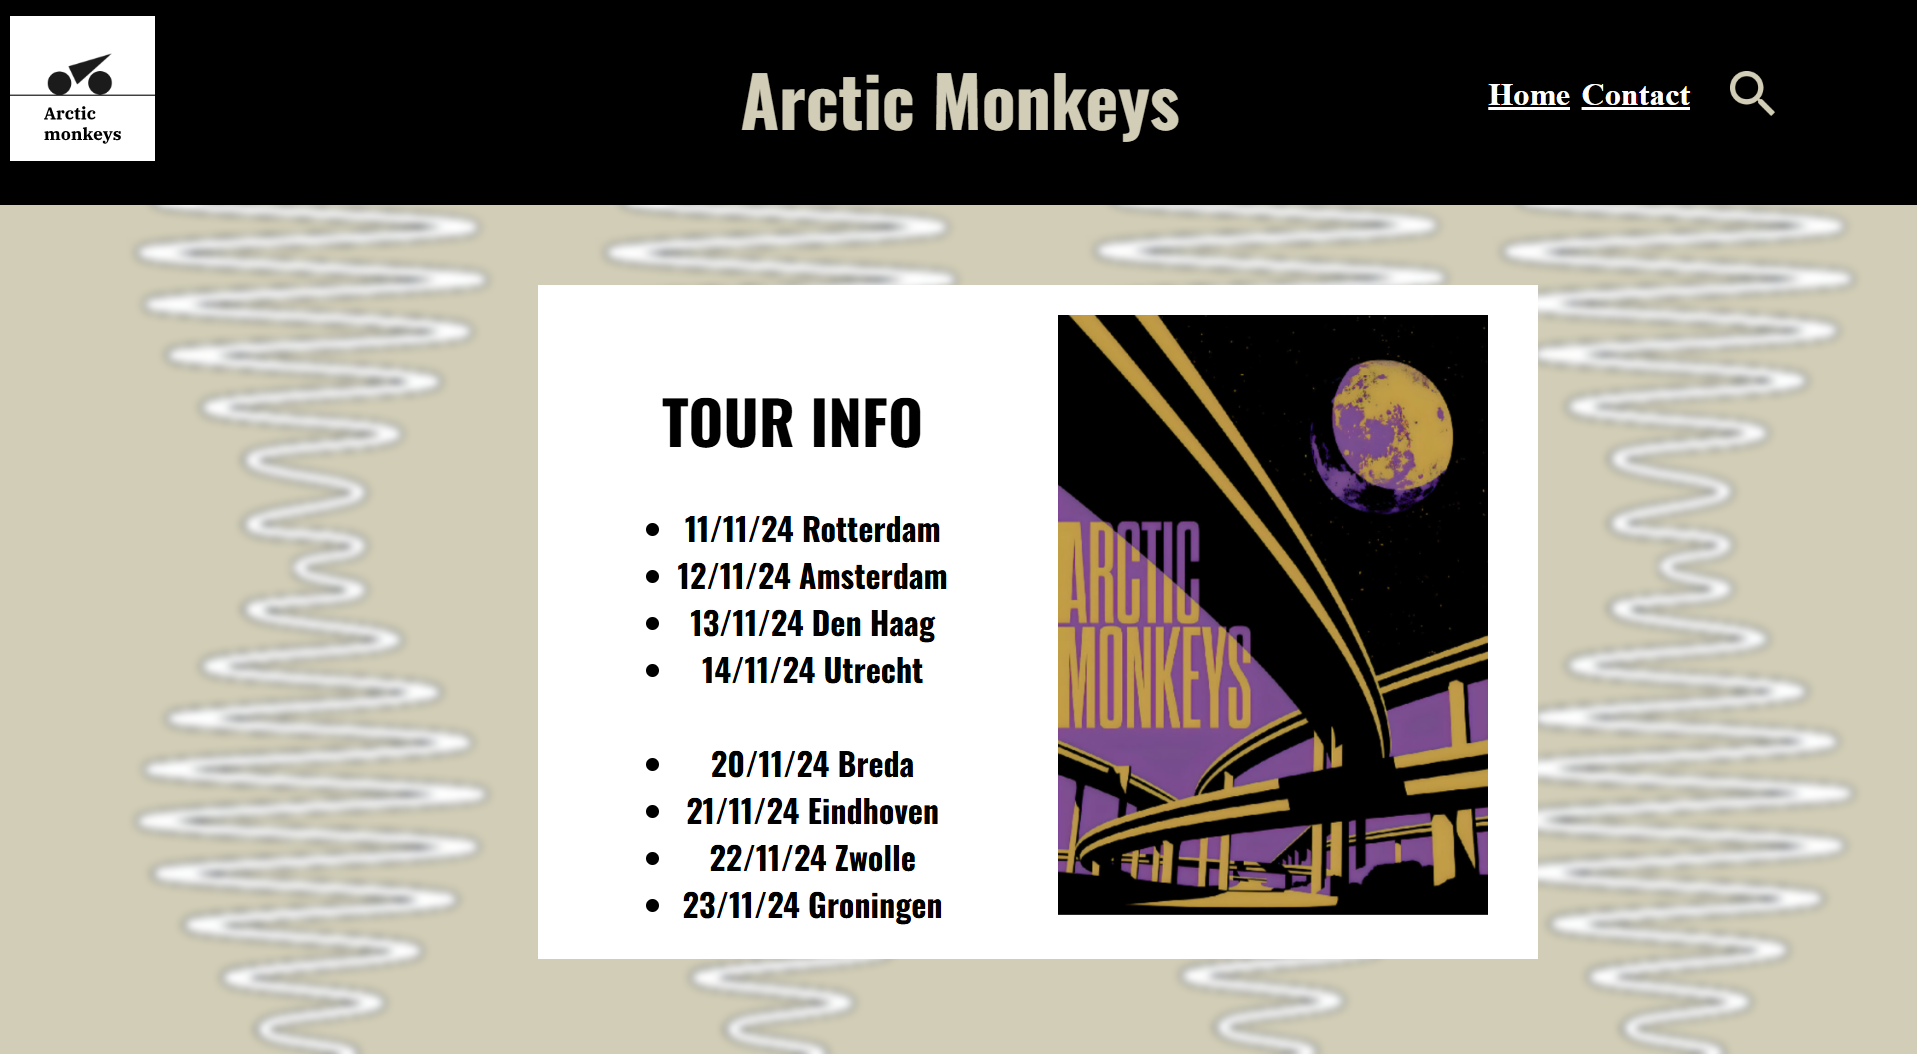 Arctic
monkeys
Arctic Monkeys
Home Contact
TOUR INFO
11/11/24 Rotterdam
12/11/24 Amsterdam
13/11/24 Den Haag
14/11/24 Utrecht
20/11/24 Breda
21/11/24 Eindhoven
22/11/24 Zwolle
23/11/24 Groningen
ARCTIC
MONKEYS